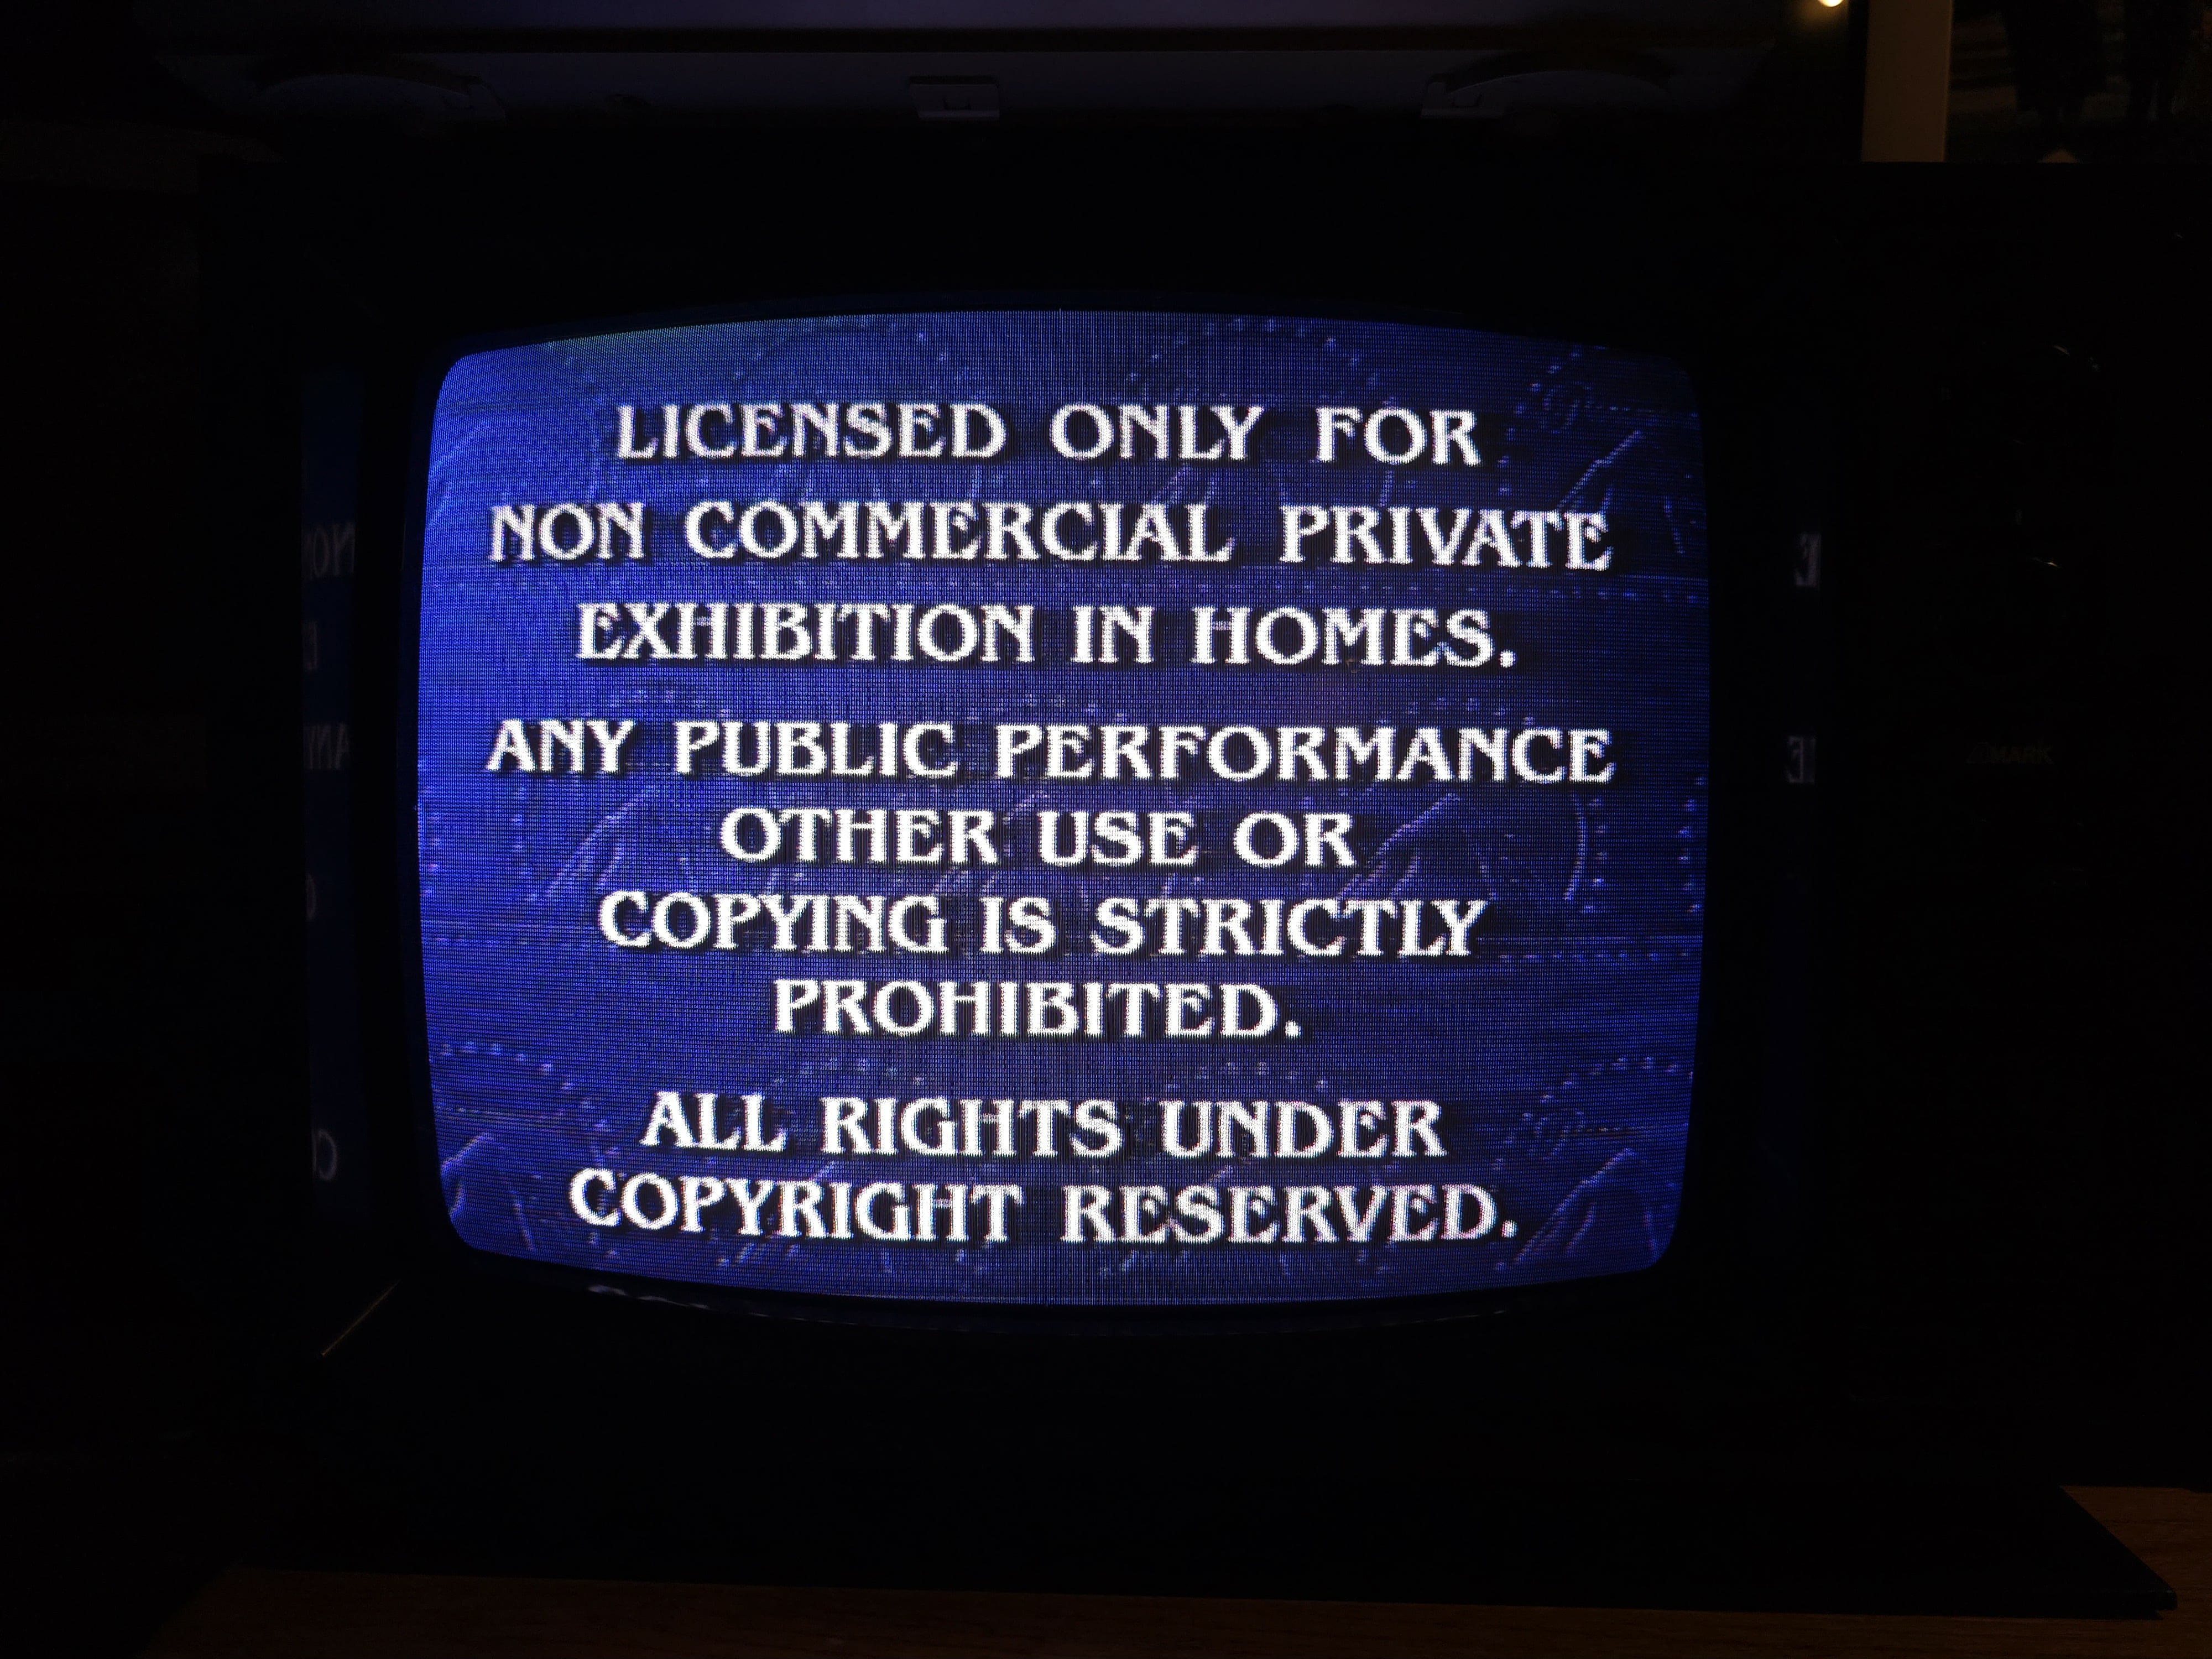 LICENSED ONLY FOR
NON COMMERCIAL PRIVATE
EXHIBITION IN HOMES.
ANY PUBLIC PERFORMANCE
OTHER USE OR
COPYING IS STRICTLY
PROHIBITED.
ALL RIGHTS UNDER
COPYRIGHT RESERVED.